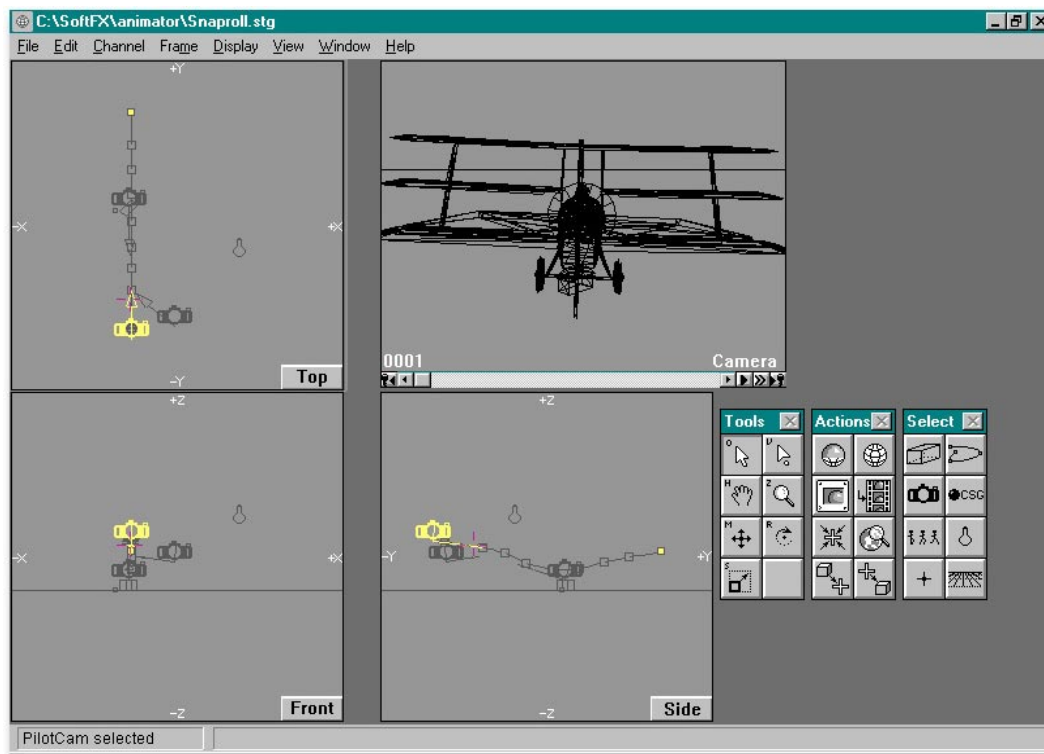 C:\SoftFX\animator\Snaproll.stg
File Edit Channel Frame Display View Window Help
+Y
-X
+X
-Y
Top
0001 Camera
+Z
-X
+X
-Z
Front
+Z
-Y
+Y
-Z
Side
Tools
O V
H Z
M R
S
Actions
Select
CSG
PilotCam selected